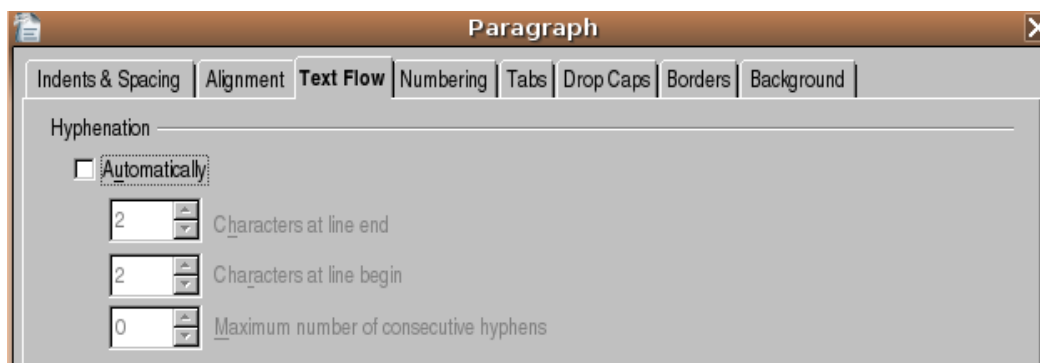 Paragraph
Indents & Spacing Alignment Text Flow Numbering Tabs Drop Caps Borders Background
Hyphenation
Automatically
2 Characters at line end
2 Characters at line begin
0 Maximum number of consecutive hyphens